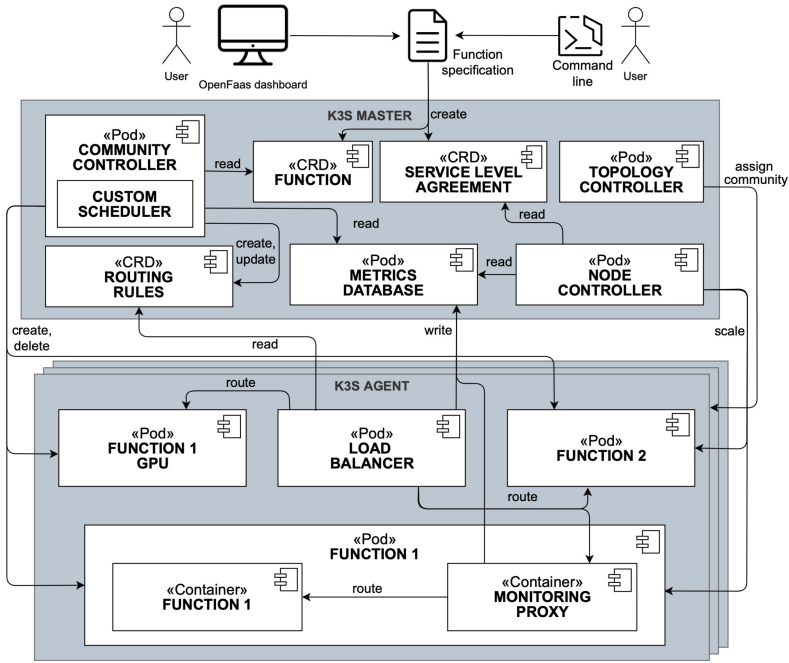 User
OpenFaas dashboard
Function
specification
Command
line
User
K3S MASTER
create
«Pod»
COMMUNITY
CONTROLLER
CUSTOM
SCHEDULER
read
«CRD»
FUNCTION
«CRD»
SERVICE LEVEL
AGREEMENT
«Pod»
TOPOLOGY
CONTROLLER
assign
community
read
read
create,
update
«CRD»
ROUTING
RULES
«Pod»
METRICS
DATABASE
read
«Pod»
NODE
CONTROLLER
create,
delete
read
write
scale
K3S AGENT
route
«Pod»
FUNCTION 1
GPU
«Pod»
LOAD
BALANCER
«Pod»
FUNCTION 2
route
«Pod»
FUNCTION 1
«Container»
FUNCTION 1
route
«Container»
MONITORING
PROXY